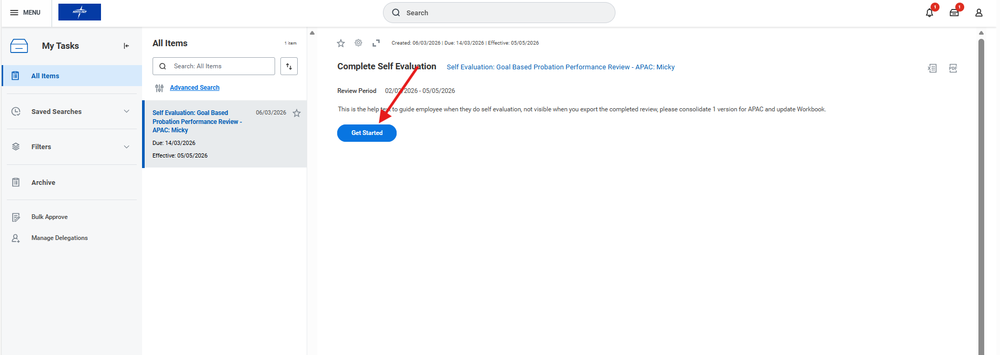 MENU
MEDLINE
Search
1
1
My Tasks
All Items
Saved Searches
Filters
Archive
Bulk Approve
Manage Delegations
All Items
1 item
Search: All Items
Advanced Search
Self Evaluation: Goal Based
Probation Performance Review -
APAC: Micky
06/03/2026
Due: 14/03/2026
Effective: 05/05/2026
Created: 06/03/2026 | Due: 14/03/2026 | Effective: 05/05/2026
Complete Self Evaluation
Self Evaluation: Goal Based Probation Performance Review - APAC: Micky
PDF
Review Period 02/02/2026 - 05/05/2026
This is the help text to guide employee when they do self evaluation, not visible when you export the completed review, please consolidate 1 version for APAC and update Workbook.
Get Started